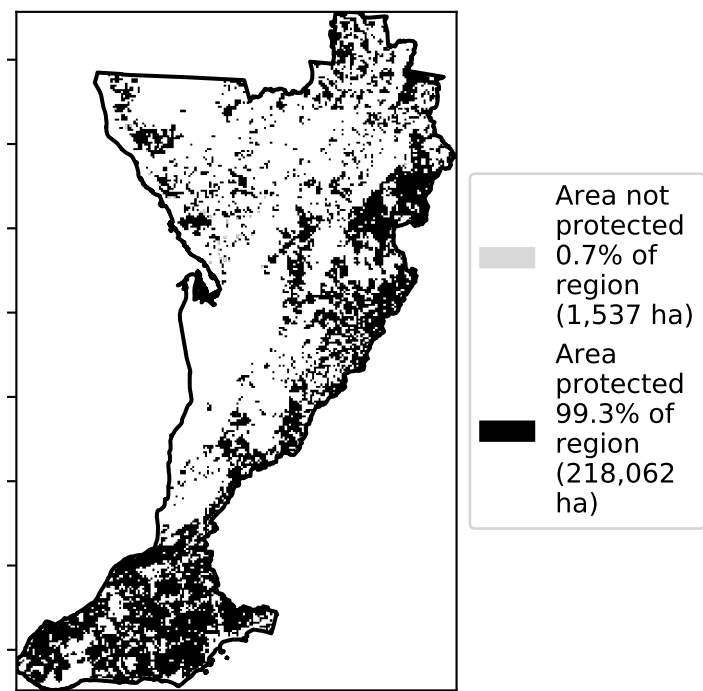 Area not
protected
0.7% of
region
(1,537 ha)
Area
protected
99.3% of
region
(218,062
ha)